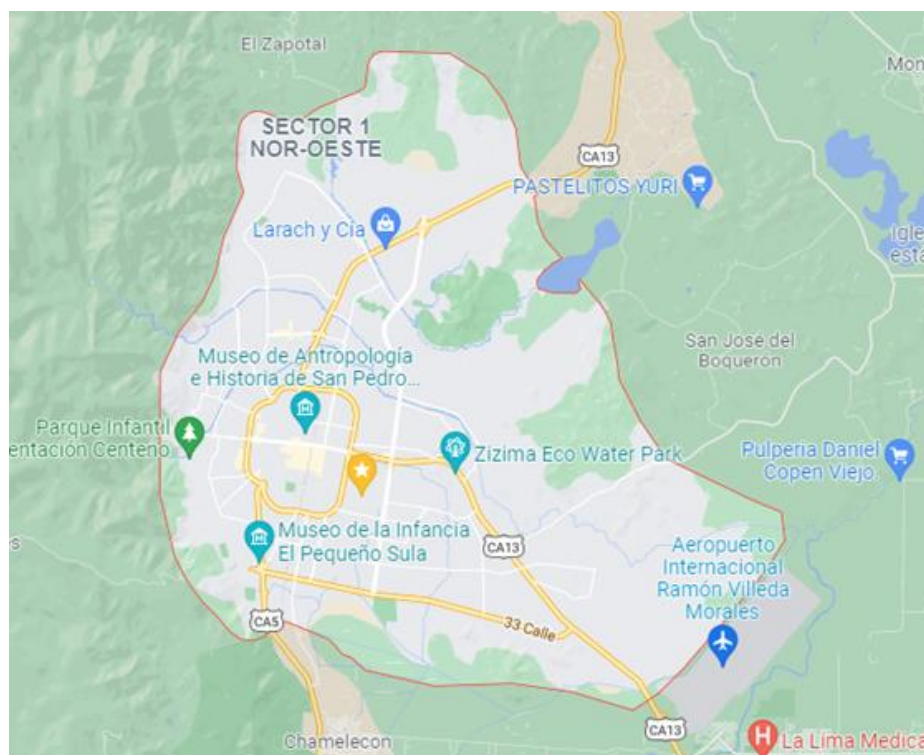 El Zapotal
Mon
SECTOR 1
NOR-OESTE
CA13
PASTELITOS YURI
Larach y Cía
Igle
esta
San José del
Boquerón
Museo de Antropología
e Historia de San Pedro...
Parque Infantil
entación Centeno
Zizima Eco Water Park
Pulperia Daniel
Copen Viejo.
Museo de la Infancia
El Pequeño Sula
CA13
Aeropuerto
Internacional
Ramón Villeda
Morales
33 Calle
CA5
CA13
Chamelecon
La Lima Medica